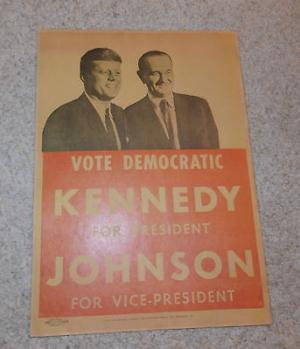 VOTE DEMOCRATIC
KENNEDY
FOR PRESIDENT
JOHNSON
FOR VICE-PRESIDENT